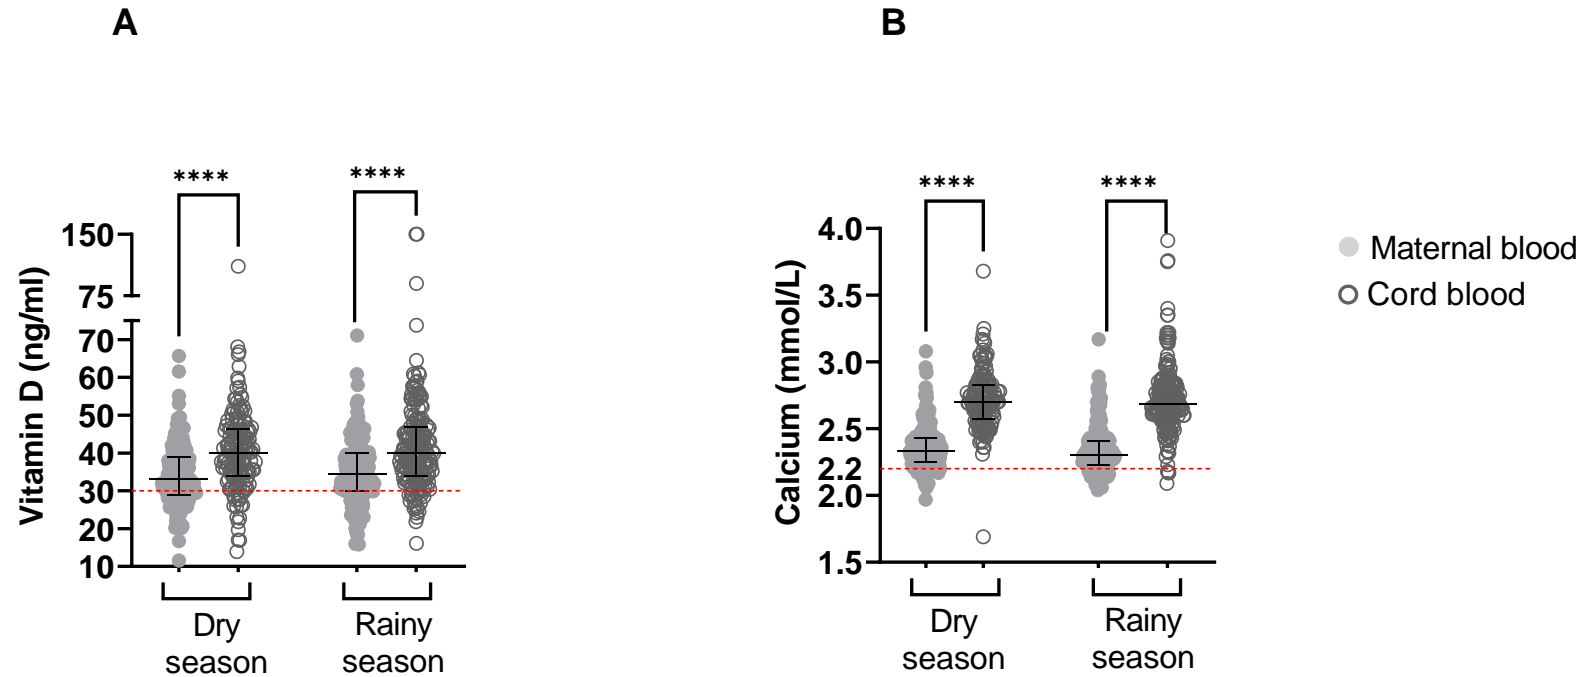 A
B
****
****
****
****
Vitamin D (ng/ml)
150
75
70
60
50
40
30
20
10
Dry
season
Rainy
season
Calcium (mmol/L)
4.0
3.5
3.0
2.5
2.2
2.0
1.5
Dry
season
Rainy
season
Maternal blood
Cord blood